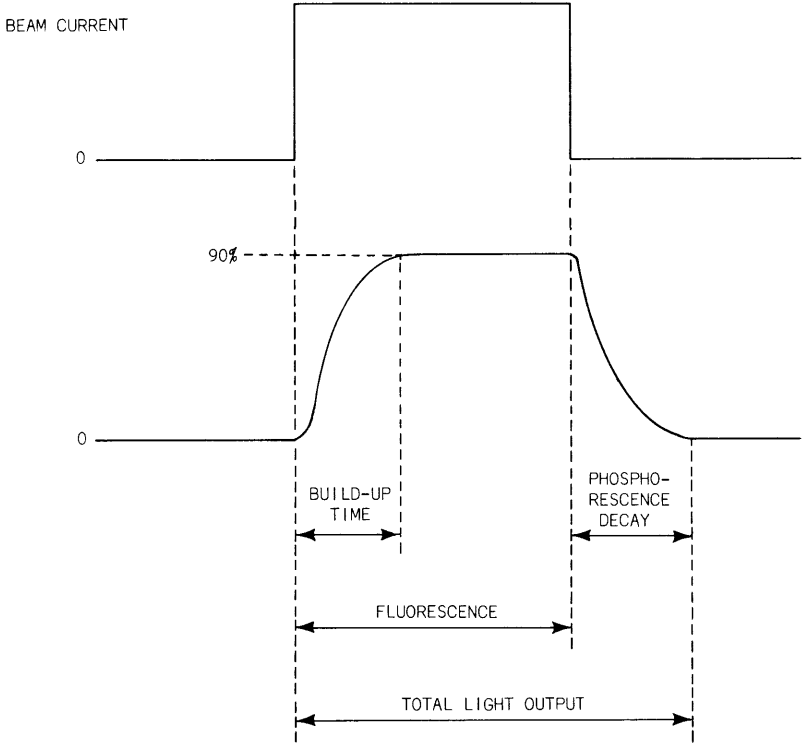 BEAM CURRENT
0
90%
0
BUILD-UP
TIME
PHOSPHO-
RESCENCE
DECAY
FLUORESCENCE
TOTAL LIGHT OUTPUT